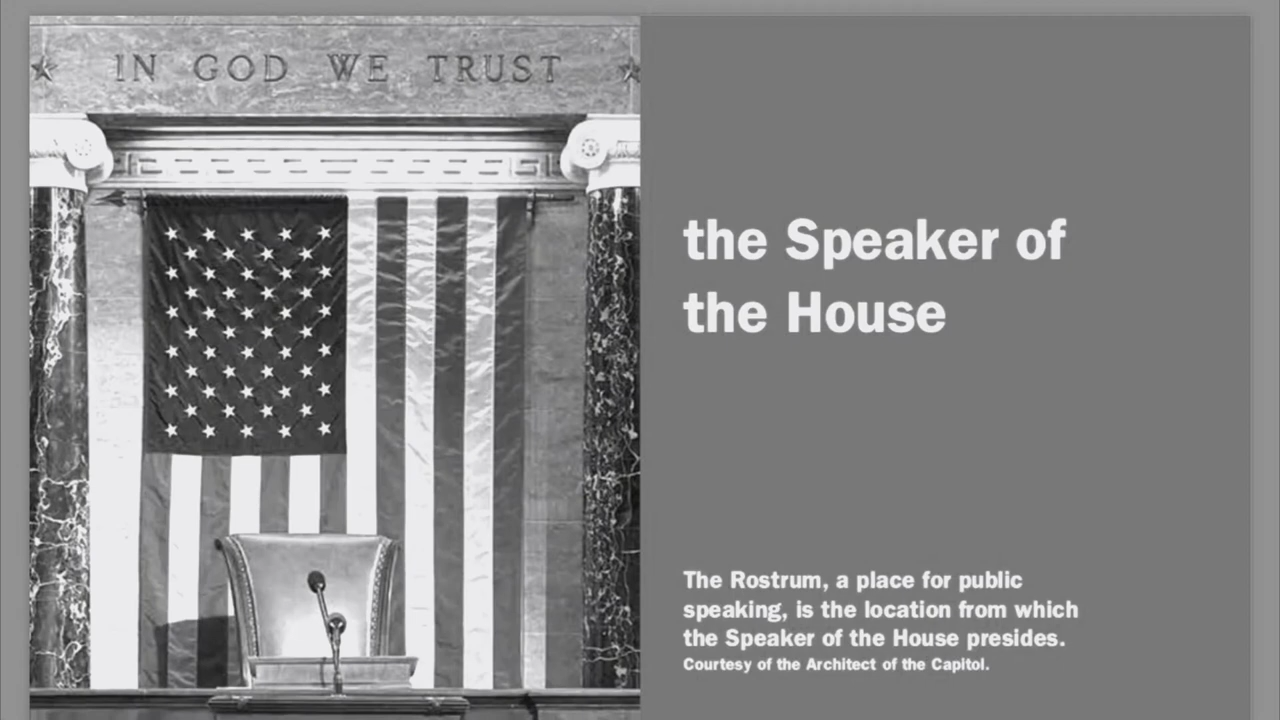 IN GOD WE TRUST
the Speaker of
the House
The Rostrum, a place for public
speaking, is the location from which
the Speaker of the House presides.
Courtesy of the Architect of the Capitol.